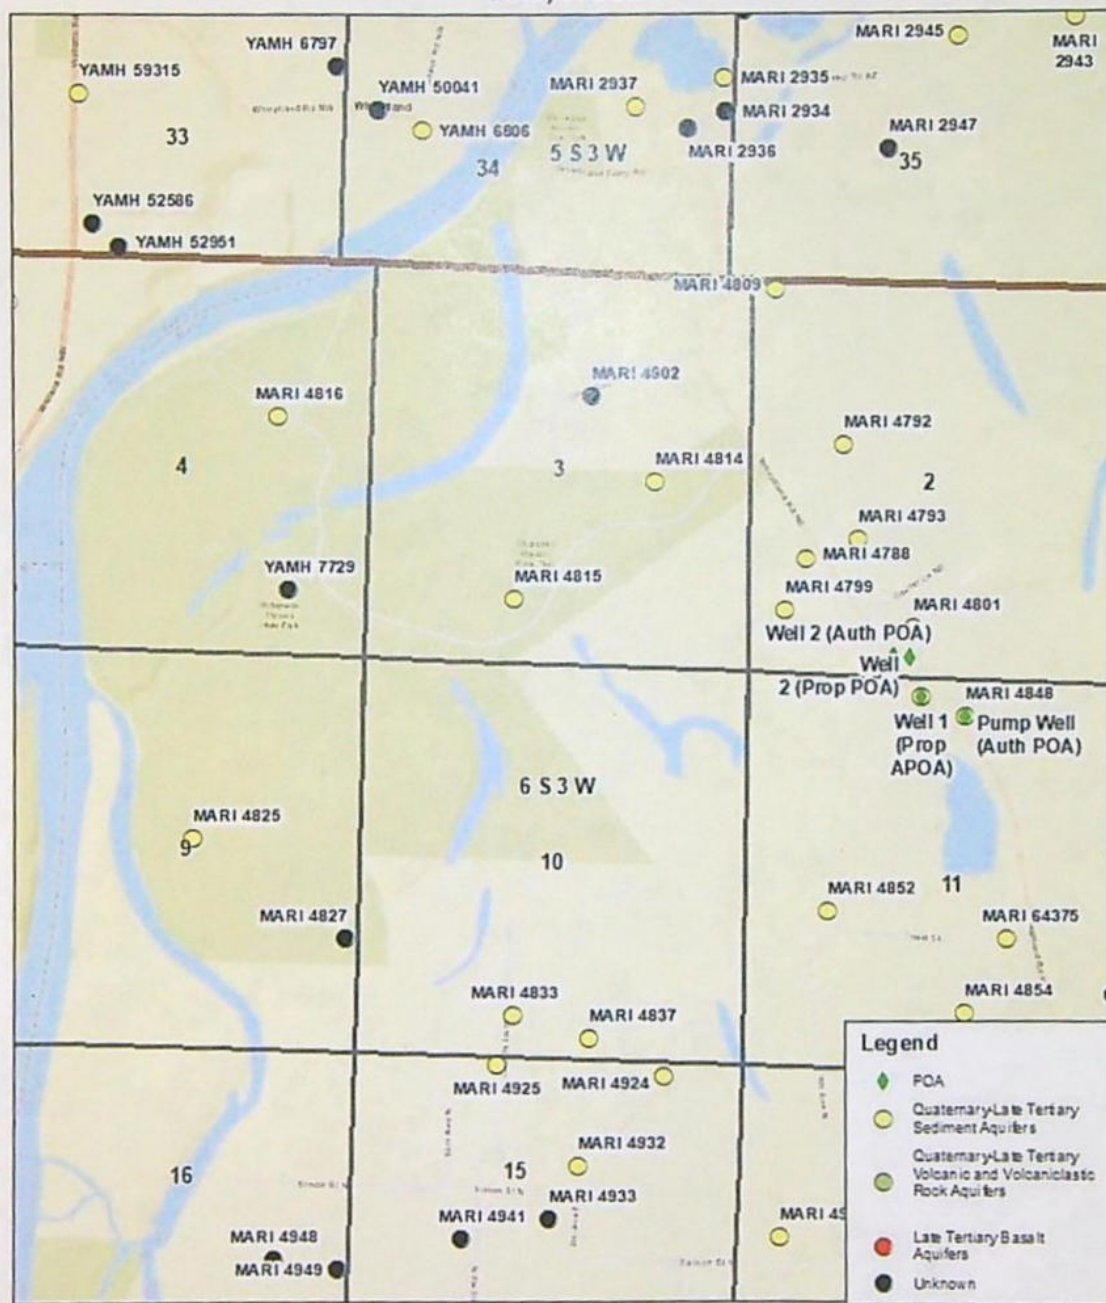 MARI 2945
MARI
2943
YAMH 6797
YAMH 59315
YAMH 50041
MARI 2937
MARI 2935
MARI 2934
YAMH 6606
MARI 2936
MARI 2947
33
34
5 S 3 W
35
YAMH 52586
YAMH 52951
MARI 4809
MARI 4902
MARI 4816
MARI 4792
4
3
MARI 4814
2
MARI 4793
MARI 4788
YAMH 7729
MARI 4815
MARI 4799
MARI 4801
Well 2 (Auth POA)
Well
2 (Prop POA)
MARI 4848
Well 1
(Prop
APOA)
Pump Well
(Auth POA)
6 S 3 W
MARI 4825
9
10
11
MARI 4852
MARI 4827
MARI 64375
MARI 4833
MARI 4837
MARI 4854
MARI 4925
MARI 4924
MARI 4932
16
15
MARI 4933
MARI 4941
MARI 4948
MARI 4949
Legend
POA
Quaternary-Late Tertiary
Sediment Aquifers
Quaternary-Late Tertiary
Volcanic and Volcaniclastic
Rock Aquifers
Late Tertiary Basalt
Aquifers
Unknown